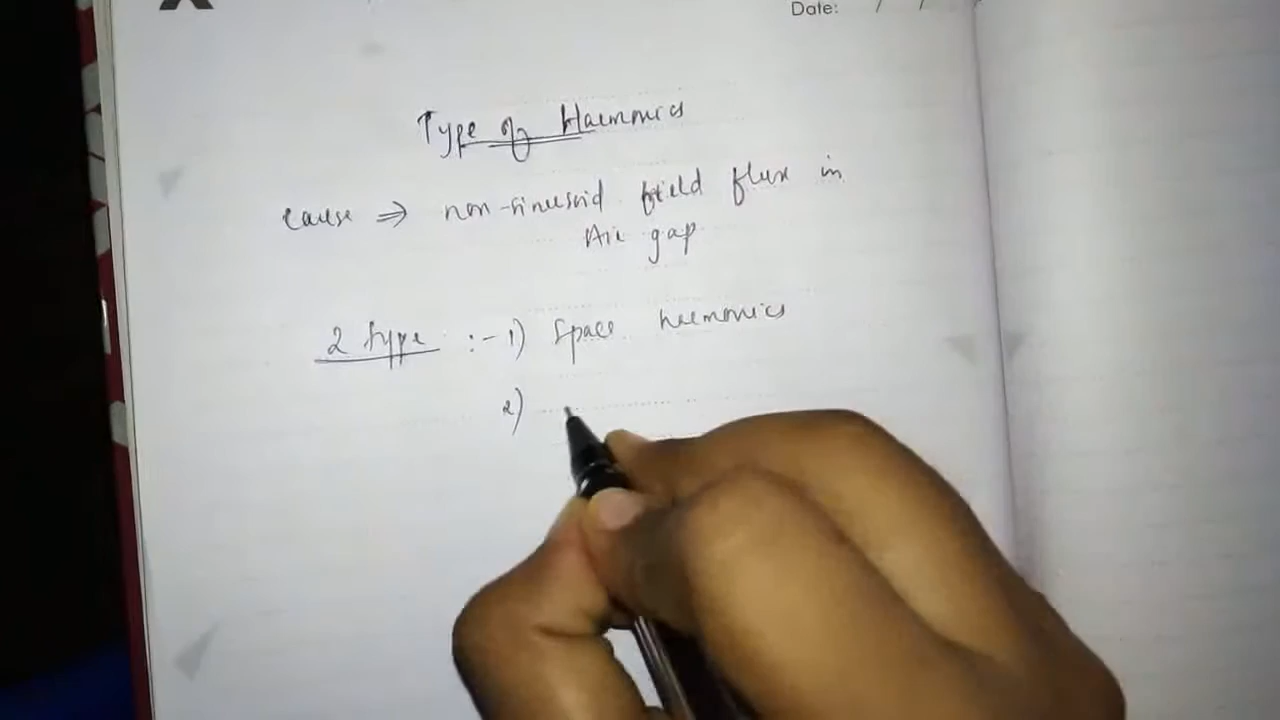 Date: / /
Type of Harmonics
cause ⇒ non-sinusoid field flux in
Air gap
2 type :- 1) Space harmonics
2)